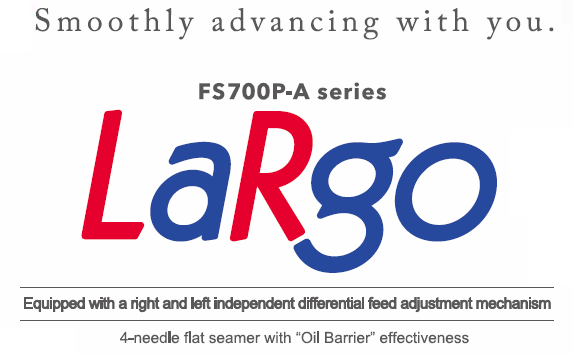 Smoothly advancing with you.
FS700P-A series
LaRgo
Equipped with a right and left independent differential feed adjustment mechanism
4-needle flat seamer with “Oil Barrier” effectiveness